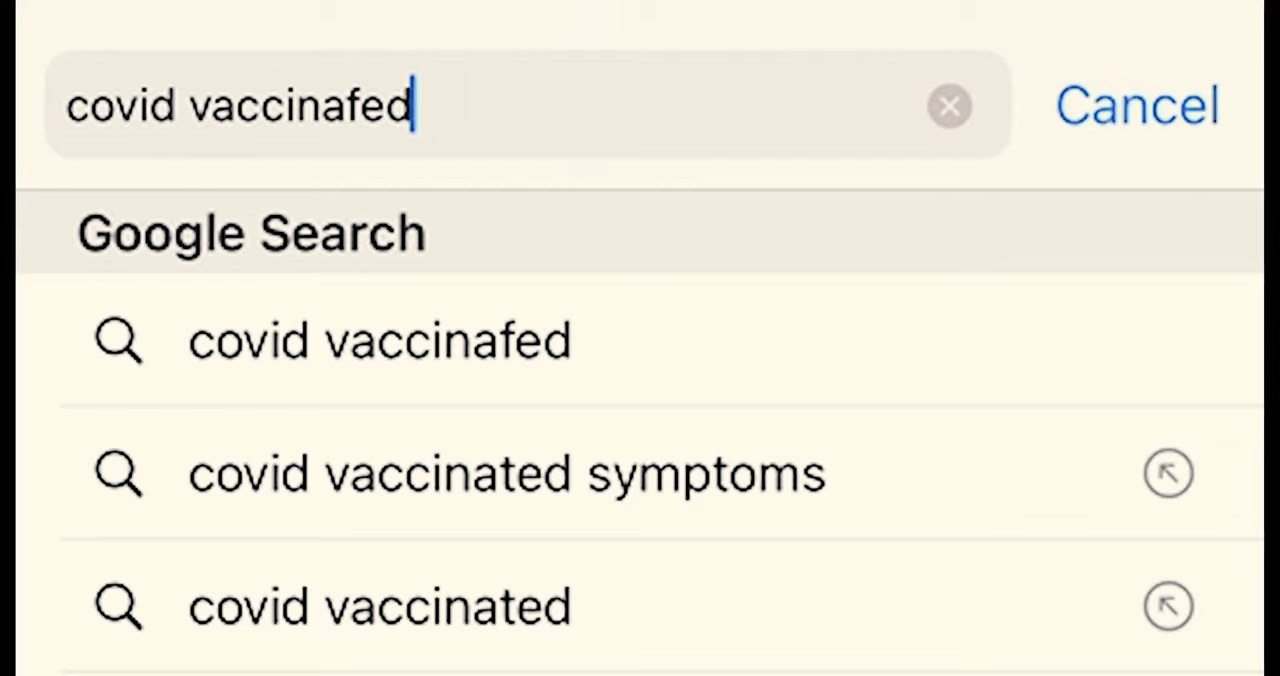 covid vaccinafed
Cancel
Google Search
covid vaccinafed
covid vaccinated symptoms
covid vaccinated